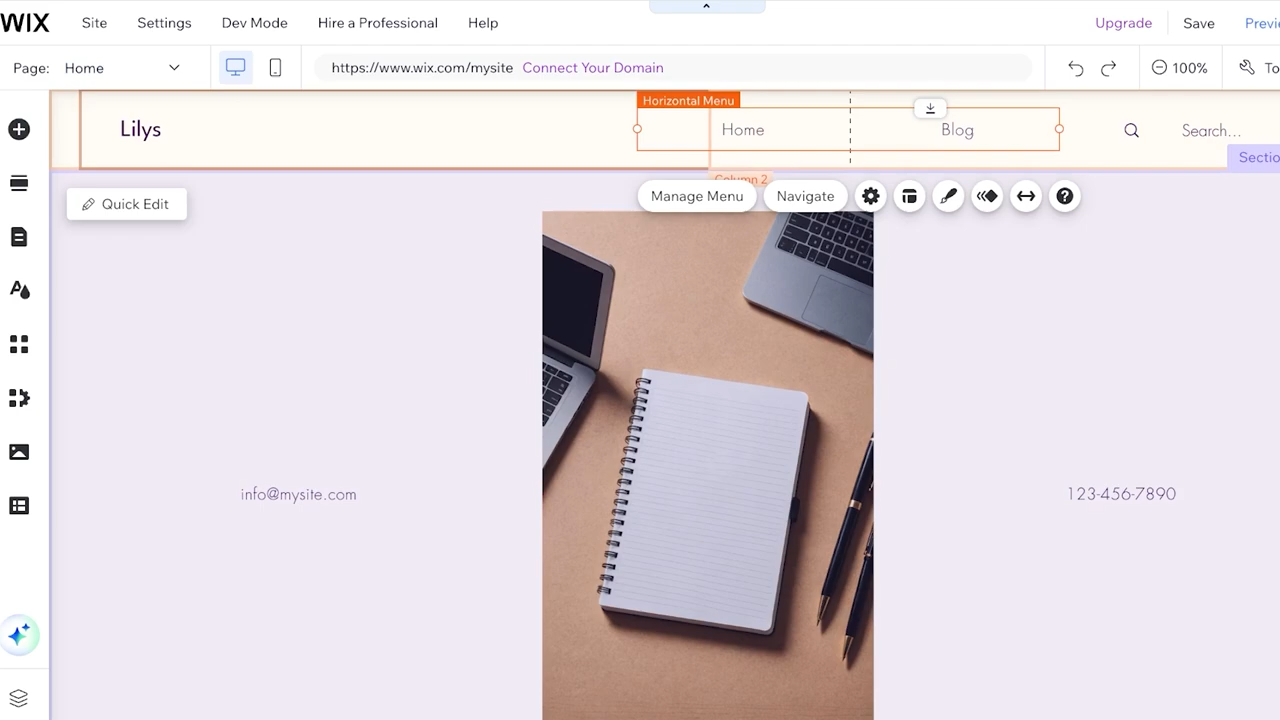 WIX Site Settings Dev Mode Hire a Professional Help Upgrade Save
Page: Home https://www.wix.com/mysite Connect Your Domain 100%
Horizontal Menu
Lilys Home Blog Search...
Column 2
Manage Menu Navigate ?
Quick Edit
info@mysite.com 123-456-7890